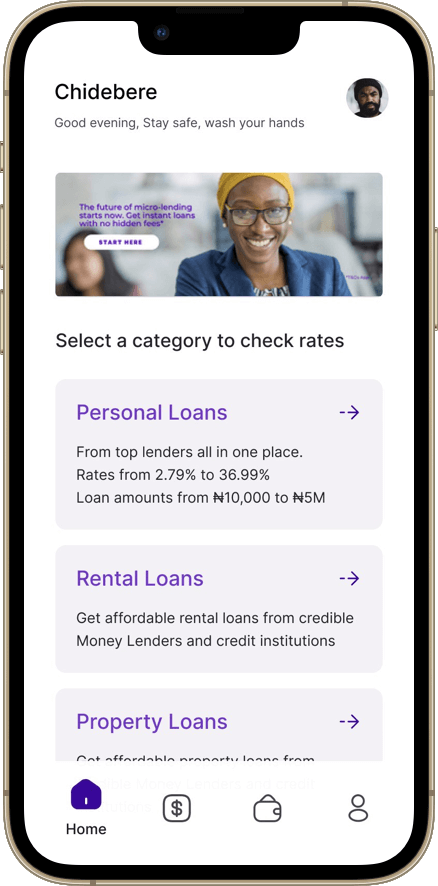 Chidebere
Good evening, Stay safe, wash your hands
The future of micro-lending
starts now. Get instant loans
with no hidden fees*
START HERE
Select a category to check rates
Personal Loans
From top lenders all in one place.
Rates from 2.79% to 36.99%
Loan amounts from ₦10,000 to ₦5M
Rental Loans
Get affordable rental loans from credible
Money Lenders and credit institutions
Property Loans
Get affordable property loans from
Home